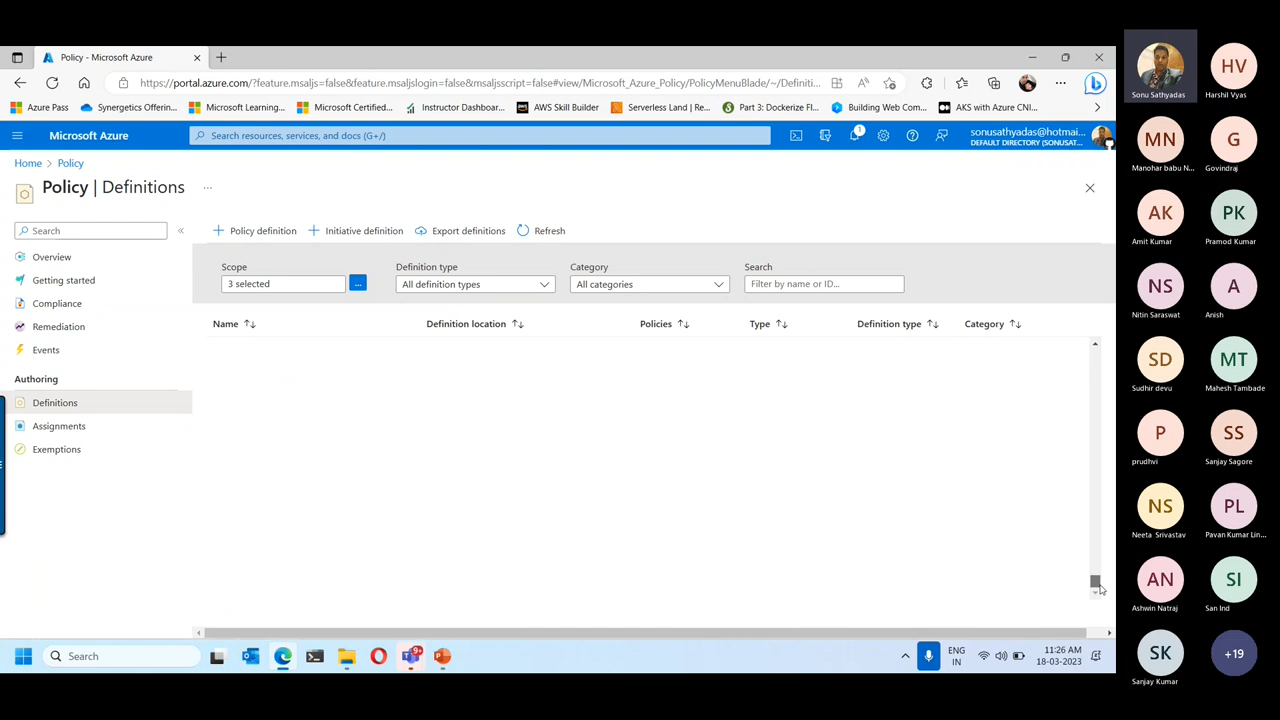 Policy - Microsoft Azure
https://portal.azure.com/?feature.msaljs=false&feature.msaljslogin=false&msaljsscript=false#view/Microsoft_Azure_Policy/PolicyMenuBlade/~/Definiti...
Azure Pass
Synergetics Offerin...
Microsoft Learning...
Microsoft Certified...
Instructor Dashboar...
AWS Skill Builder
Serverless Land | Re...
Part 3: Dockerize Fl...
Building Web Com...
AKS with Azure CNI...
Microsoft Azure
Search resources, services, and docs (G+/)
1
sonusathyadas@hotmai...
DEFAULT DIRECTORY (SONUSAT...
Home > Policy
Policy | Definitions
...
Search
Overview
Getting started
Compliance
Remediation
Events
Authoring
Definitions
Assignments
Exemptions
Policy definition
Initiative definition
Export definitions
Refresh
Scope
3 selected
...
Definition type
All definition types
Category
All categories
Search
Filter by name or ID...
Name
Definition location
Policies
Type
Definition type
Category
Search
9+
ENG
IN
11:26 AM
18-03-2023
Sonu Sathyadas
HV
Harshil Vyas
MN
Manohar babu N...
G
Govindraj
AK
Amit Kumar
PK
Pramod Kumar
NS
Nitin Saraswat
A
Anish
SD
Sudhir devu
MT
Mahesh Tambade
P
prudhvi
SS
Sanjay Sagore
NS
Neeta Srivastav
PL
Pavan Kumar Lin...
AN
Ashwin Natraj
SI
San Ind
SK
Sanjay Kumar
+19